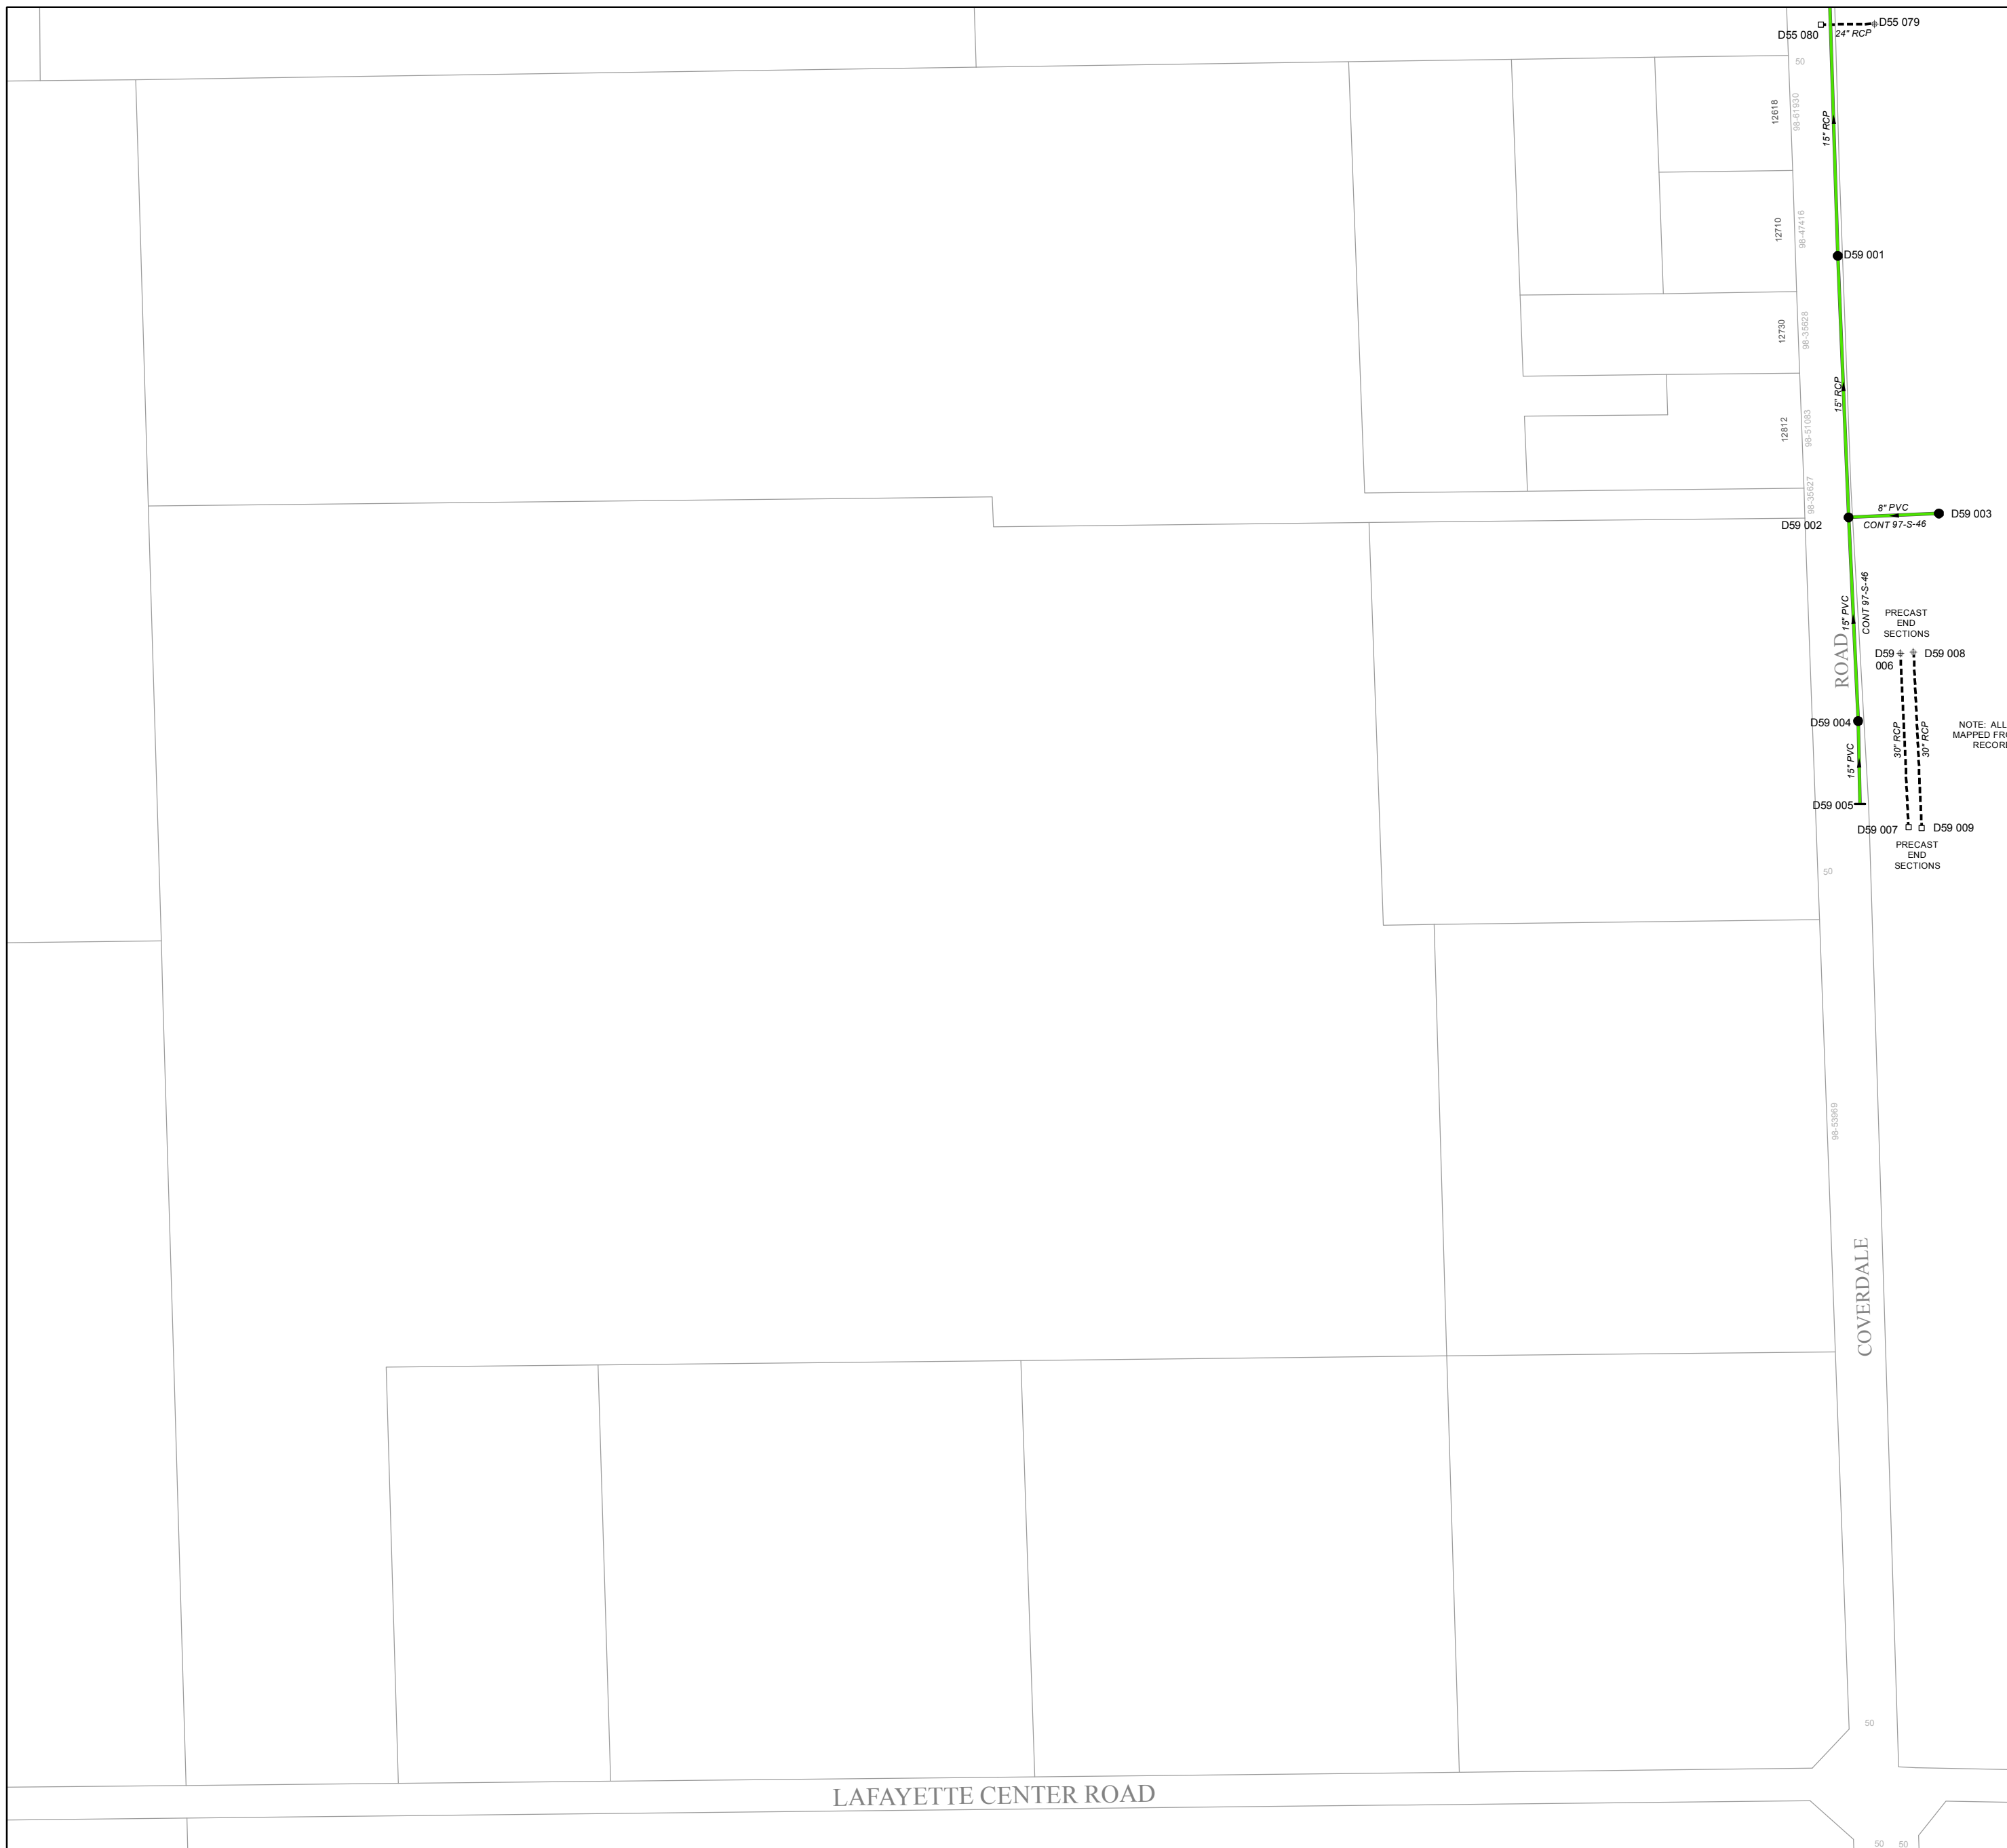 D55 080
D55 079
24" RCP
50
12618
98-61930
15" RCP
12710
98-47416
D59 001
12730
98-35628
15" RCP
12812
98-51083
98-35627
D59 002
8" PVC
CONT 97-S-46
D59 003
15" PVC
CONT 97-S-46
PRECAST
END
SECTIONS
ROAD
D59
006
D59 008
D59 004
30" RCP
30" RCP
NOTE: ALL
MAPPED FRO
RECOR
15" PVC
D59 005
D59 007
D59 009
PRECAST
END
SECTIONS
50
98-53969
COVERDALE
50
LAFAYETTE CENTER ROAD
50
50